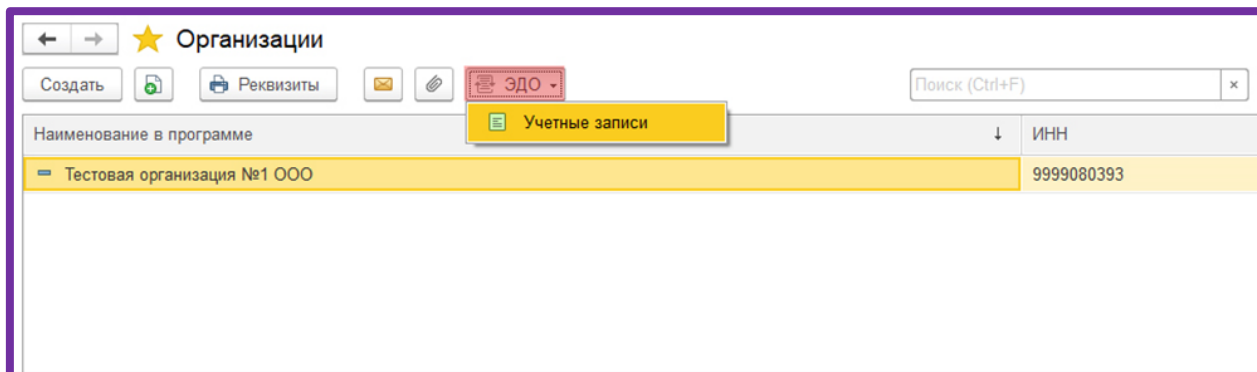 Организации
Создать Реквизиты ЭДО Поиск (Ctrl+F) ×
Учетные записи
Наименование в программе ↓ ИНН
Тестовая организация №1 ООО 9999080393